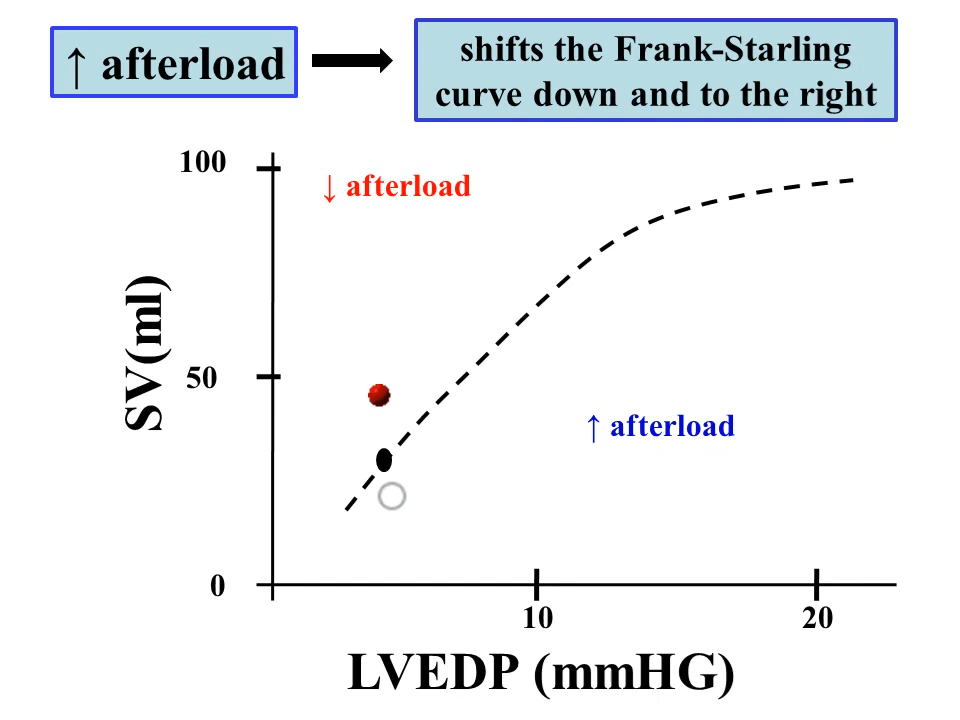 ↑ afterload
shifts the Frank-Starling
curve down and to the right
100
↓ afterload
SV(ml)
50
↑ afterload
0
10
20
LVEDP (mmHG)